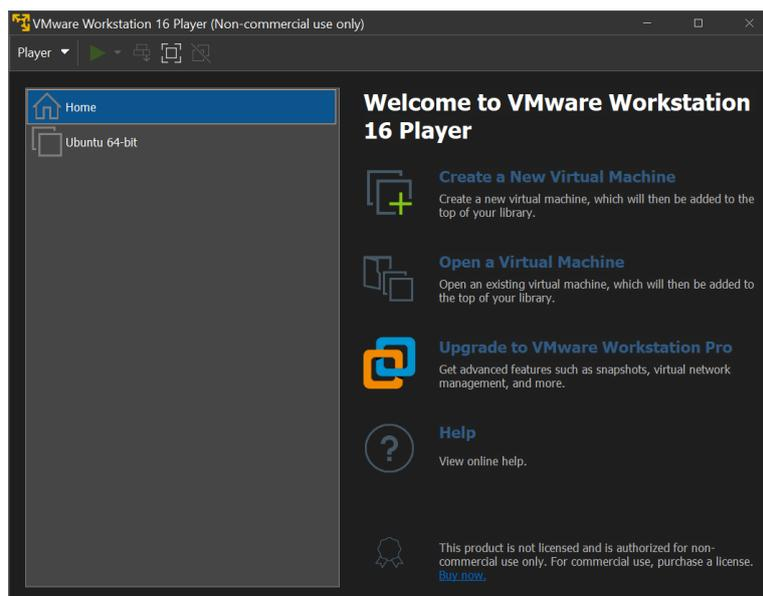 VMware Workstation 16 Player (Non-commercial use only)
Player
Home
Ubuntu 64-bit
Welcome to VMware Workstation
16 Player
Create a New Virtual Machine
Create a new virtual machine, which will then be added to the
top of your library.
Open a Virtual Machine
Open an existing virtual machine, which will then be added to
the top of your library.
Upgrade to VMware Workstation Pro
Get advanced features such as snapshots, virtual network
management, and more.
Help
View online help.
This product is not licensed and is authorized for non-
commercial use only. For commercial use, purchase a license.
Buy now.